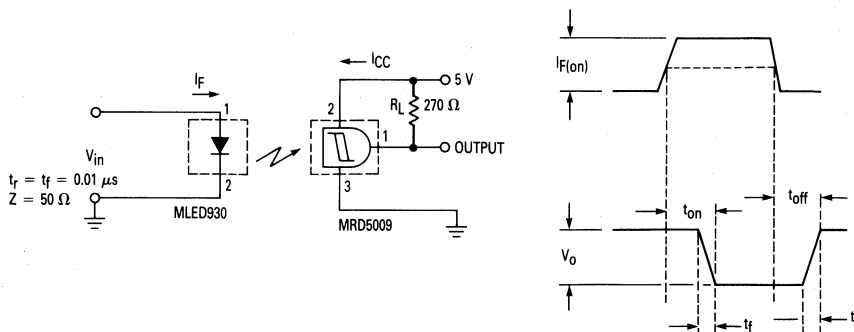 I_CC
5 V
I_F
1
2
R_L 270 Ω
1
OUTPUT
V_in
t_r = t_f = 0.01 μs
Z = 50 Ω
2
3
MLED930
MRD5009
I_F(on)
t_on
t_off
V_o
t_f
t